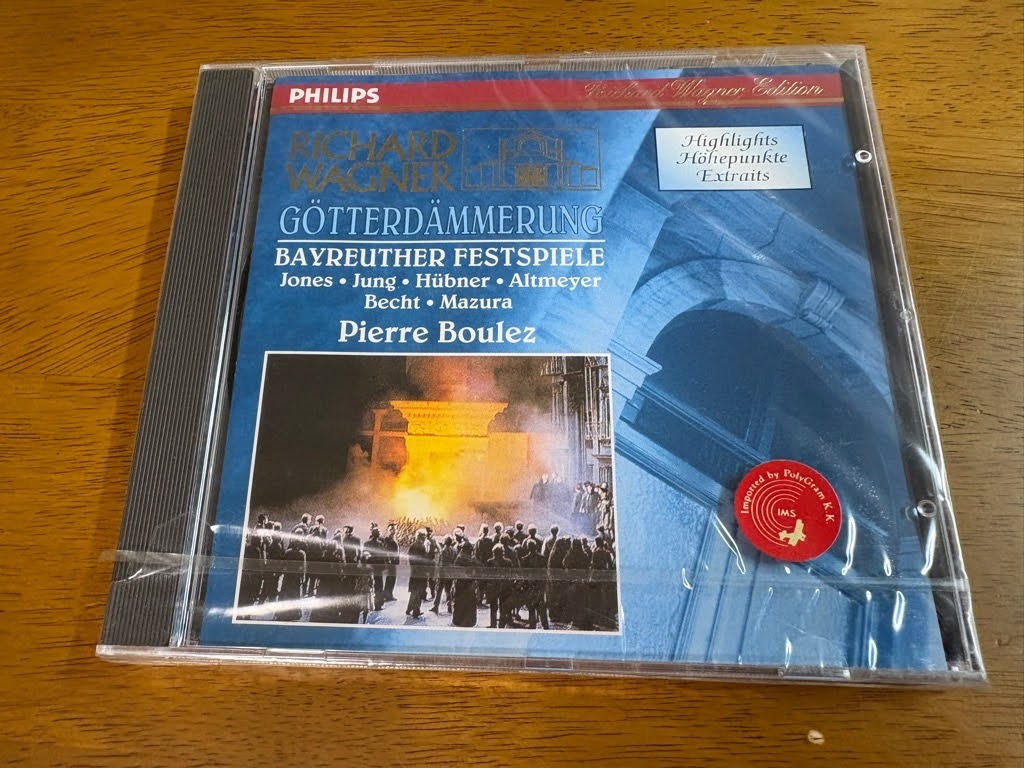 PHILIPS
Richard Wagner Edition
RICHARD
WAGNER
Highlights
Höhepunkte
Extraits
GÖTTERDÄMMERUNG
BAYREUTHER FESTSPIELE
Jones • Jung • Hübner • Altmeyer
Becht • Mazura
Pierre Boulez
Imported by PolyGram K.K.
IMS